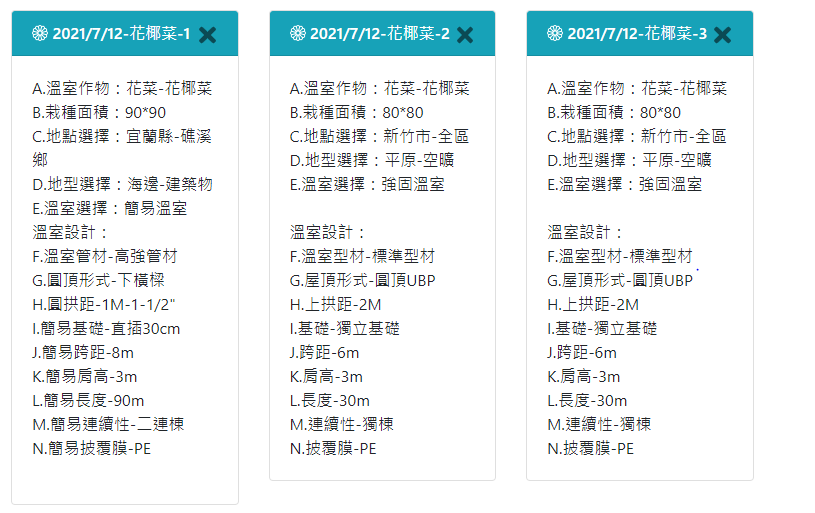 2021/7/12-花椰菜-1
A.溫室作物：花菜-花椰菜
B.栽種面積：90*90
C.地點選擇：宜蘭縣-礁溪
鄉
D.地型選擇：海邊-建築物
E.溫室選擇：簡易溫室
溫室設計：
F.溫室管材-高強管材
G.圓頂形式-下橫樑
H.圓拱距-1M-1-1/2"
I.簡易基礎-直插30cm
J.簡易跨距-8m
K.簡易肩高-3m
L.簡易長度-90m
M.簡易連續性-二連棟
N.簡易披覆膜-PE
2021/7/12-花椰菜-2
A.溫室作物：花菜-花椰菜
B.栽種面積：80*80
C.地點選擇：新竹市-全區
D.地型選擇：平原-空曠
E.溫室選擇：強固溫室
溫室設計：
F.溫室型材-標準型材
G.屋頂形式-圓頂UBP
H.上拱距-2M
I.基礎-獨立基礎
J.跨距-6m
K.肩高-3m
L.長度-30m
M.連續性-獨棟
N.披覆膜-PE
2021/7/12-花椰菜-3
A.溫室作物：花菜-花椰菜
B.栽種面積：80*80
C.地點選擇：新竹市-全區
D.地型選擇：平原-空曠
E.溫室選擇：強固溫室
溫室設計：
F.溫室型材-標準型材
G.屋頂形式-圓頂UBP
H.上拱距-2M
I.基礎-獨立基礎
J.跨距-6m
K.肩高-3m
L.長度-30m
M.連續性-獨棟
N.披覆膜-PE